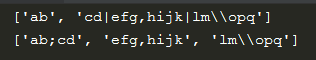 ['ab', 'cd|efg,hijk|lm\\opq']
['ab;cd', 'efg,hijk', 'lm\\opq']